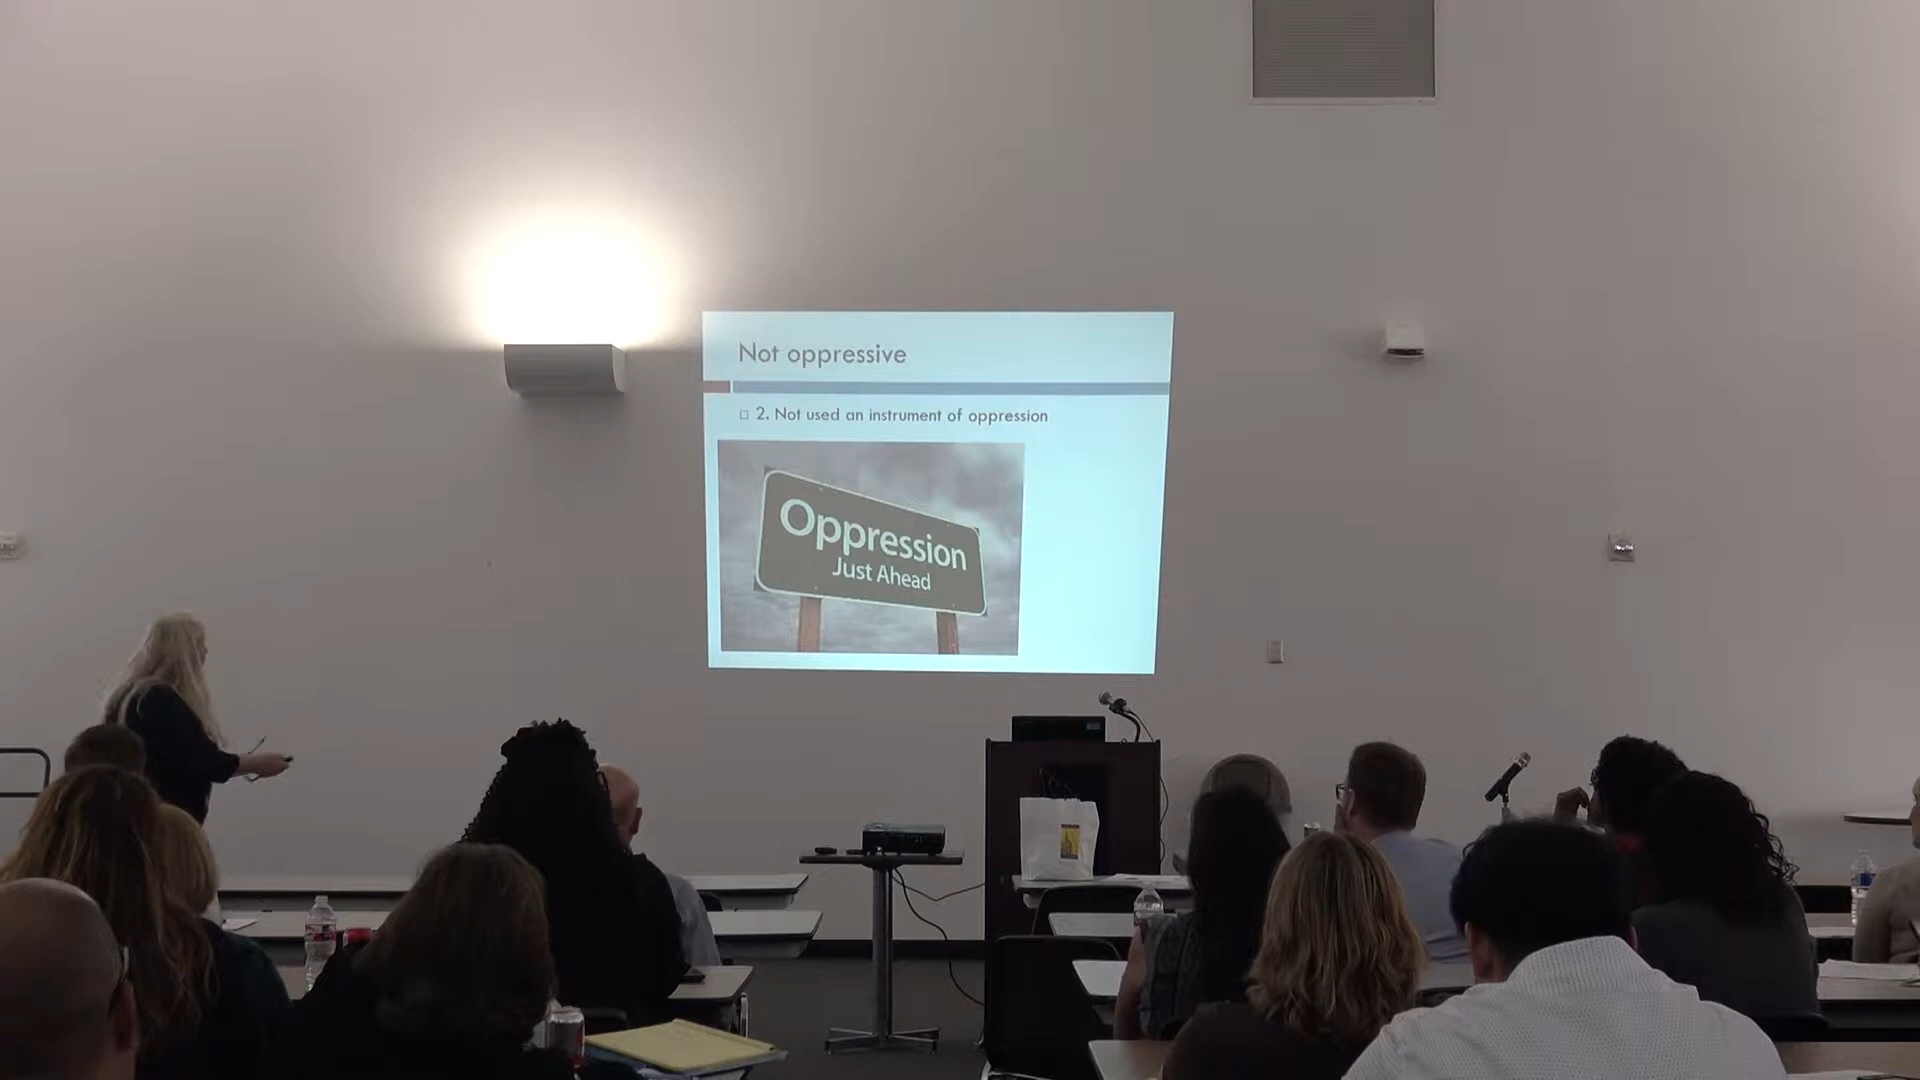 Not oppressive
2. Not used an instrument of oppression
Oppression
Just Ahead